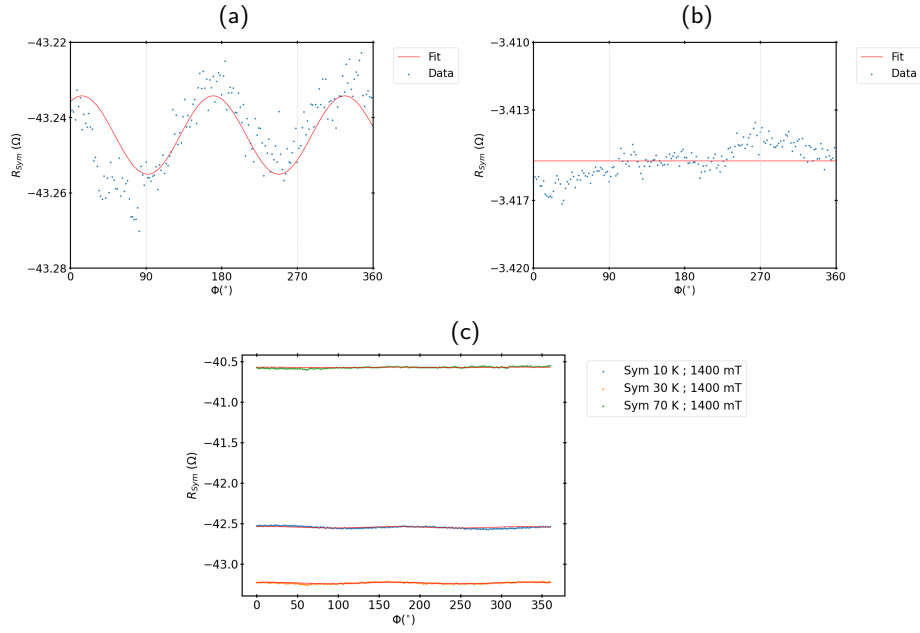 (a)
−43.22
−43.24
−43.26
−43.28
0 90 180 270 360
Φ(°)
R_Sym (Ω)
Fit
Data
(b)
−3.410
−3.413
−3.417
−3.420
0 90 180 270 360
Φ(°)
R_Sym (Ω)
Fit
Data
(c)
−40.5
−41.0
−41.5
−42.0
−42.5
−43.0
0 50 100 150 200 250 300 350
Φ(°)
R_Sym (Ω)
Sym 10 K ; 1400 mT
Sym 30 K ; 1400 mT
Sym 70 K ; 1400 mT